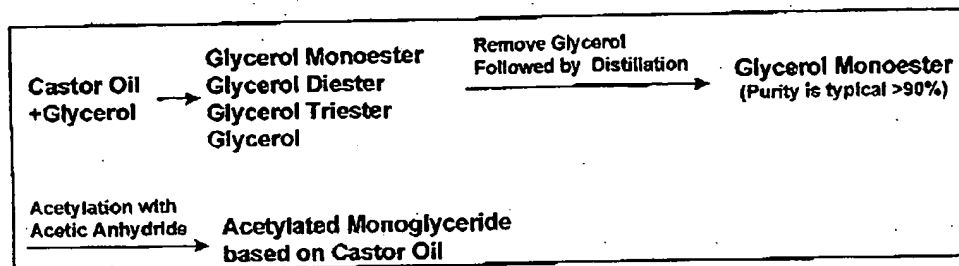 Castor Oil
+Glycerol
Glycerol Monoester
Glycerol Diester
Glycerol Triester
Glycerol
Remove Glycerol
Followed by Distillation
Glycerol Monoester
(Purity is typical >90%)
Acetylation with
Acetic Anhydride
Acetylated Monoglyceride
based on Castor Oil